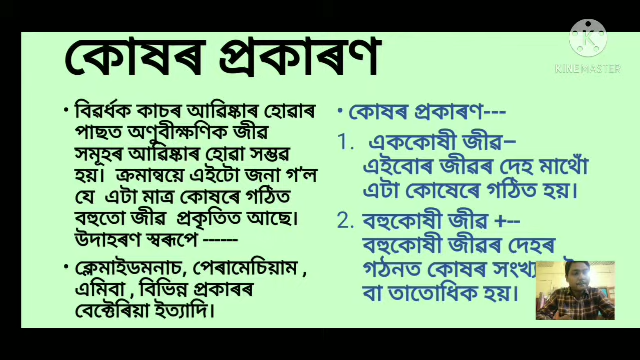 কোষৰ প্ৰকাৰণ
• বিৱৰ্ধক কাচৰ আৱিষ্কাৰ হোৱাৰ
পাছত অণুবীক্ষণিক জীৱ
সমূহৰ আৱিষ্কাৰ হোৱা সম্ভৱ
হয়। ক্ৰমান্বয়ে এইটো জনা গ'ল
যে এটা মাত্ৰ কোষৰে গঠিত
বহুতো জীৱ প্ৰকৃতিত আছে।
উদাহৰণ স্বৰূপে ------
• ক্লেমাইডমনাচ, পেৰামেচিয়াম ,
এমিবা , বিভিন্ন প্ৰকাৰৰ
বেক্টেৰিয়া ইত্যাদি।
• কোষৰ প্ৰকাৰণ---
1. এককোষী জীৱ–
এইবোৰ জীৱৰ দেহ মাথোঁ
এটা কোষেৰে গঠিত হয়।
2. বহুকোষী জীৱ +--
বহুকোষী জীৱৰ দেহৰ
গঠনত কোষৰ
বা তাতোধিক হয়।
KINEMASTER